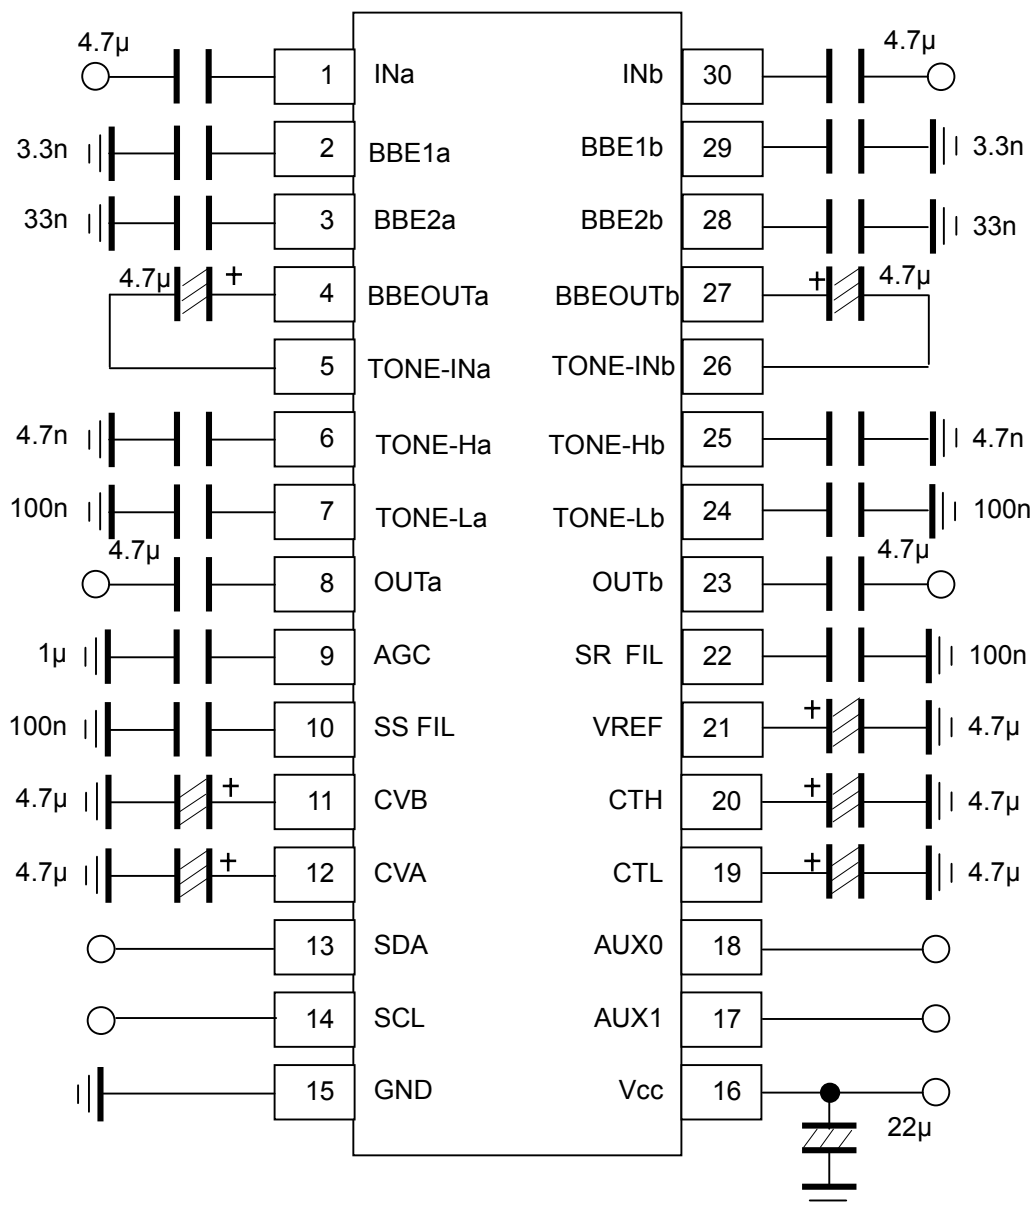 4.7µ 1 INa INb 30 4.7µ
3.3n 2 BBE1a BBE1b 29 3.3n
33n 3 BBE2a BBE2b 28 33n
4.7µ + 4 BBEOUTa BBEOUTb 27 + 4.7µ
5 TONE-INa TONE-INb 26
4.7n 6 TONE-Ha TONE-Hb 25 4.7n
100n 7 TONE-La TONE-Lb 24 100n
4.7µ 8 OUTa OUTb 23 4.7µ
1µ 9 AGC SR FIL 22 100n
100n 10 SS FIL VREF 21 + 4.7µ
4.7µ + 11 CVB CTH 20 + 4.7µ
4.7µ + 12 CVA CTL 19 + 4.7µ
13 SDA AUX0 18
14 SCL AUX1 17
15 GND Vcc 16
22µ